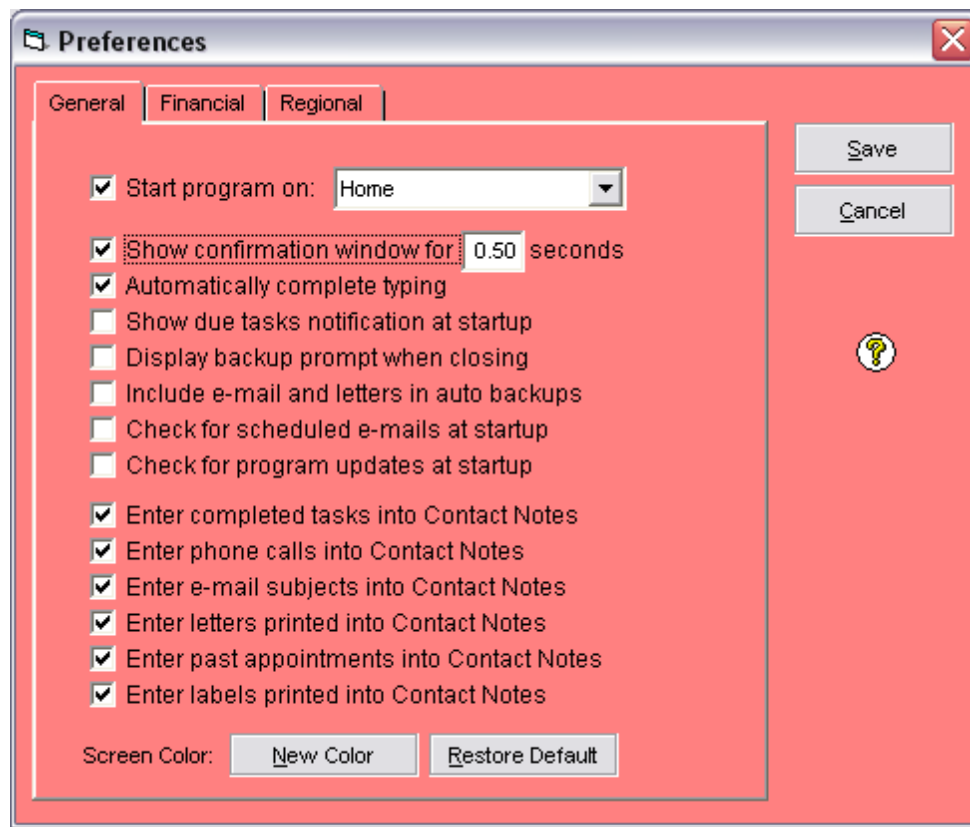 Preferences
General Financial Regional
Save
Cancel
Start program on: Home
Show confirmation window for 0.50 seconds
Automatically complete typing
Show due tasks notification at startup
Display backup prompt when closing
Include e-mail and letters in auto backups
Check for scheduled e-mails at startup
Check for program updates at startup
Enter completed tasks into Contact Notes
Enter phone calls into Contact Notes
Enter e-mail subjects into Contact Notes
Enter letters printed into Contact Notes
Enter past appointments into Contact Notes
Enter labels printed into Contact Notes
Screen Color: New Color Restore Default